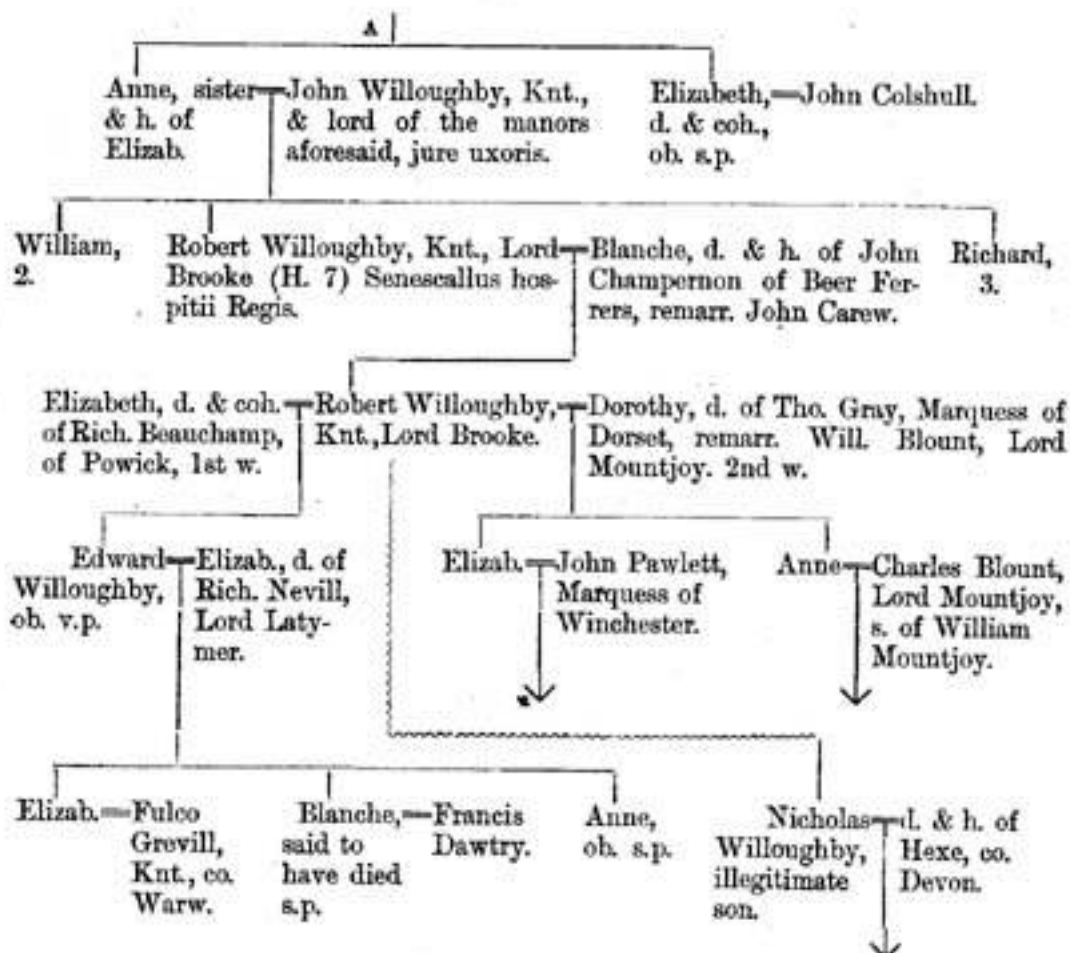 A
Anne, sister
& h. of
Elizab.
John Willoughby, Knt.,
& lord of the manors
aforesaid, jure uxoris.
Elizabeth,
d. & coh.,
ob. s.p.
John Colshull.
William,
2.
Robert Willoughby, Knt., Lord
Brooke (H. 7) Senescallus hos-
pitii Regis.
Blanche, d. & h. of John
Champernon of Beer Fer-
rers, remarr. John Carew.
Richard,
3.
Elizabeth, d. & coh.
of Rich. Beauchamp,
of Powick, 1st w.
Robert Willoughby,
Knt., Lord Brooke.
Dorothy, d. of Tho. Gray, Marquess of
Dorset, remarr. Will. Blount, Lord
Mountjoy. 2nd w.
Edward
Willoughby,
ob. v.p.
Elizab., d. of
Rich. Nevill,
Lord Laty-
mer.
Elizab.
John Pawlett,
Marquess of
Winchester.
Anne
Charles Blount,
Lord Mountjoy,
s. of William
Mountjoy.
Elizab.
Fulco
Grevill,
Knt., co.
Warw.
Blanche,
said to
have died
s.p.
Francis
Dawtry.
Anne,
ob. s.p.
Nicholas
Willoughby,
illegitimate
son.
d. & h. of
Hexe, co.
Devon.